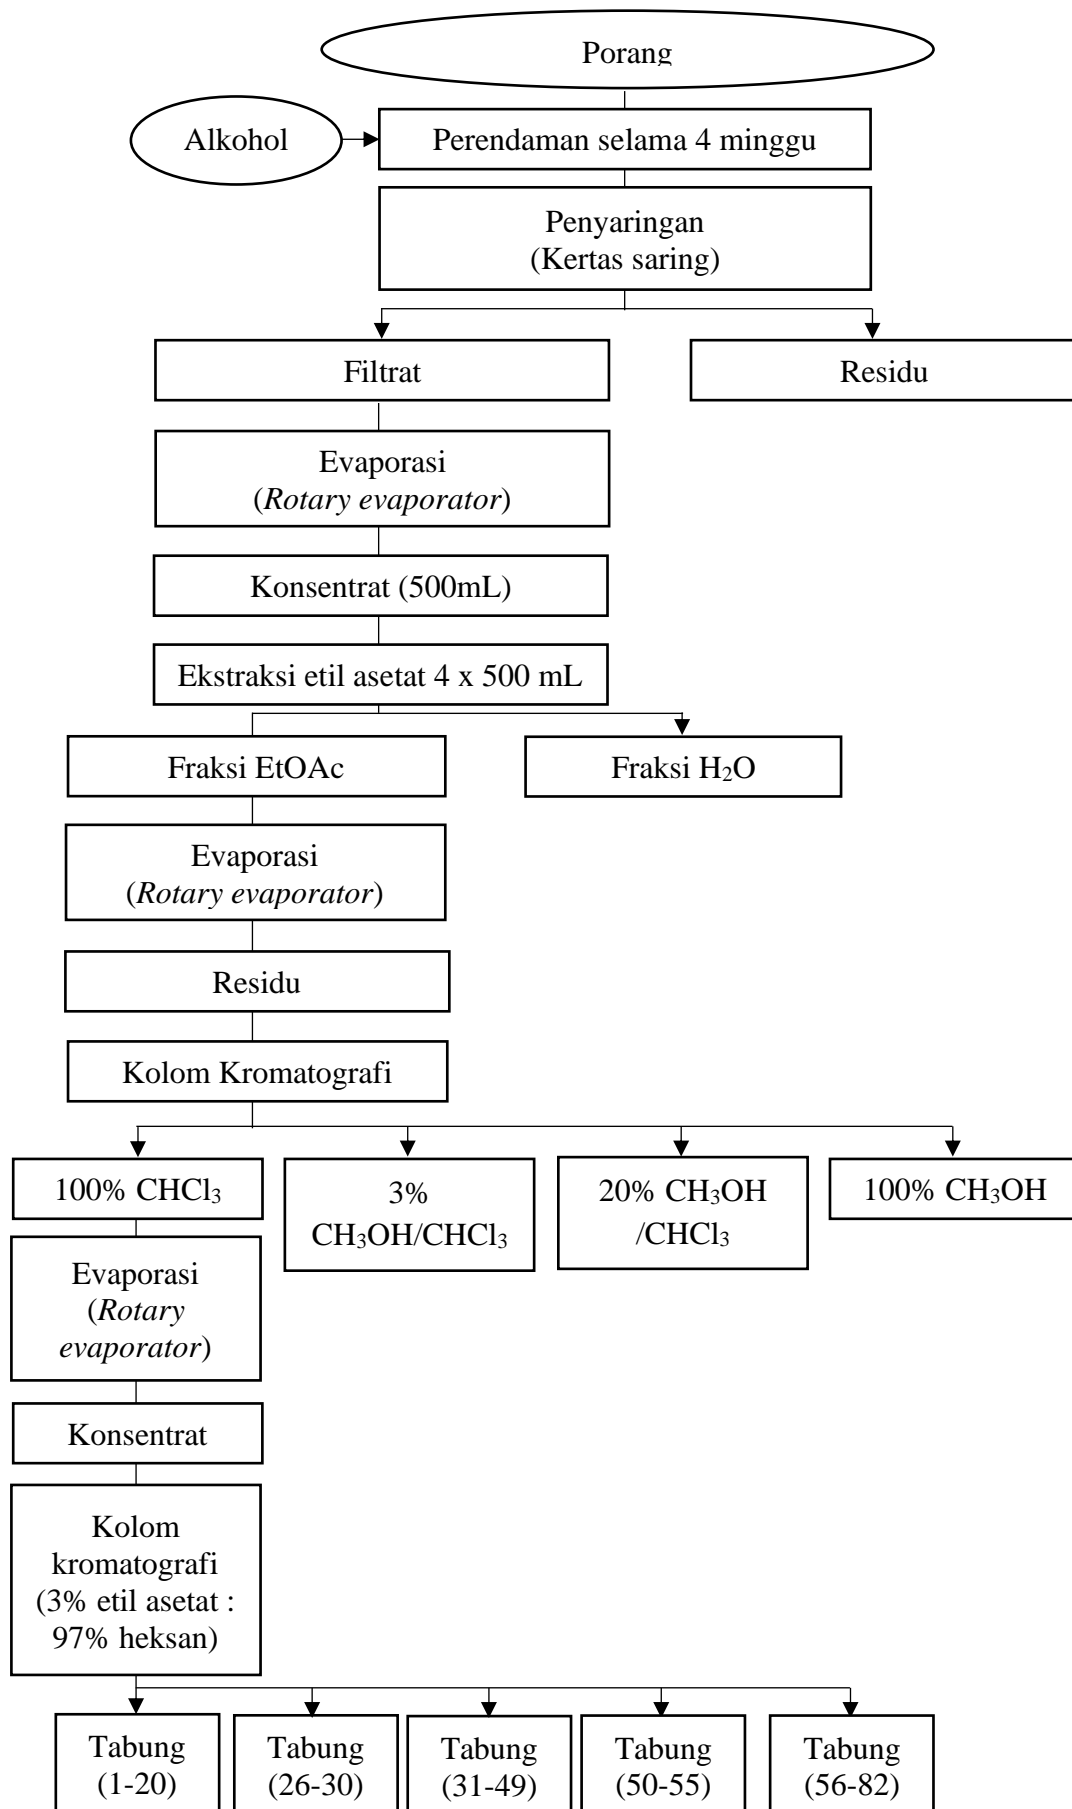 Porang
Alkohol
Perendaman selama 4 minggu
Penyaringan
(Kertas saring)
Filtrat
Residu
Evaporasi
(Rotary evaporator)
Konsentrat (500mL)
Ekstraksi etil asetat 4 x 500 mL
Fraksi EtOAc
Fraksi H₂O
Evaporasi
(Rotary evaporator)
Residu
Kolom Kromatografi
100% CHCl₃
3%
CH₃OH/CHCl₃
20% CH₃OH
/CHCl₃
100% CH₃OH
Evaporasi
(Rotary
evaporator)
Konsentrat
Kolom
kromatografi
(3% etil asetat :
97% heksan)
Tabung
(1-20)
Tabung
(26-30)
Tabung
(31-49)
Tabung
(50-55)
Tabung
(56-82)